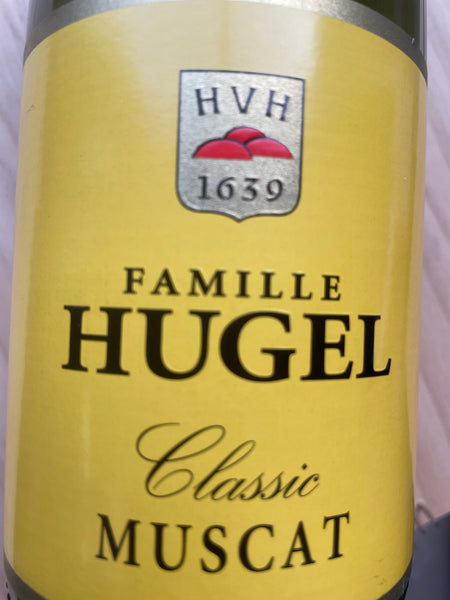 HVH
1639
FAMILLE
HUGEL
Classic
MUSCAT